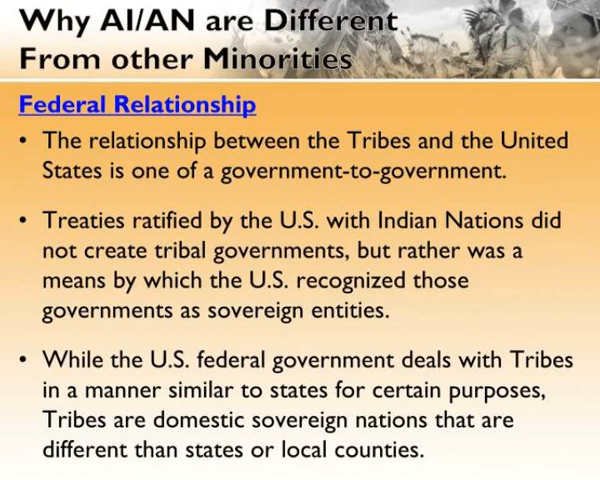 Why AI/AN are Different
From other Minorities
Federal Relationship
• The relationship between the Tribes and the United
States is one of a government-to-government.
• Treaties ratified by the U.S. with Indian Nations did
not create tribal governments, but rather was a
means by which the U.S. recognized those
governments as sovereign entities.
• While the U.S. federal government deals with Tribes
in a manner similar to states for certain purposes,
Tribes are domestic sovereign nations that are
different than states or local counties.